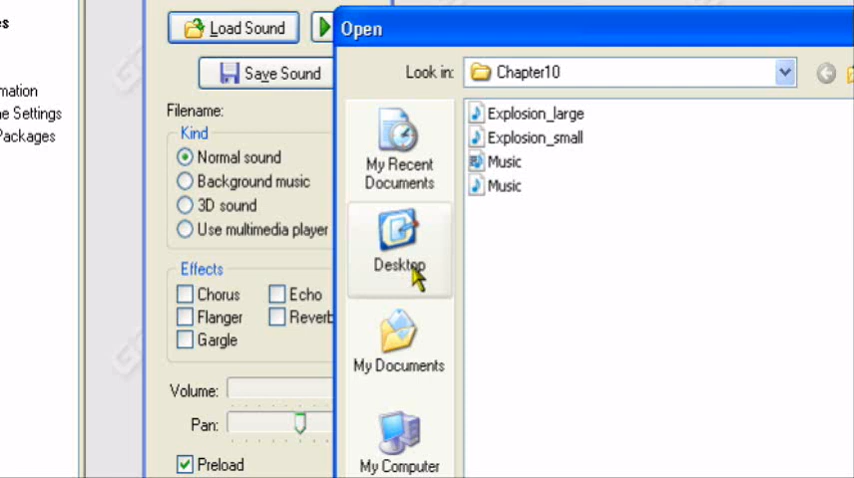 es
mation
ne Settings
Packages
Load Sound
Save Sound
Filename:
Kind
Normal sound
Background music
3D sound
Use multimedia player
Effects
Chorus
Echo
Flanger
Reverb
Gargle
Volume:
Pan:
Preload
Open
Look in:
Chapter10
My Recent
Documents
Desktop
My Documents
My Computer
Explosion_large
Explosion_small
Music
Music